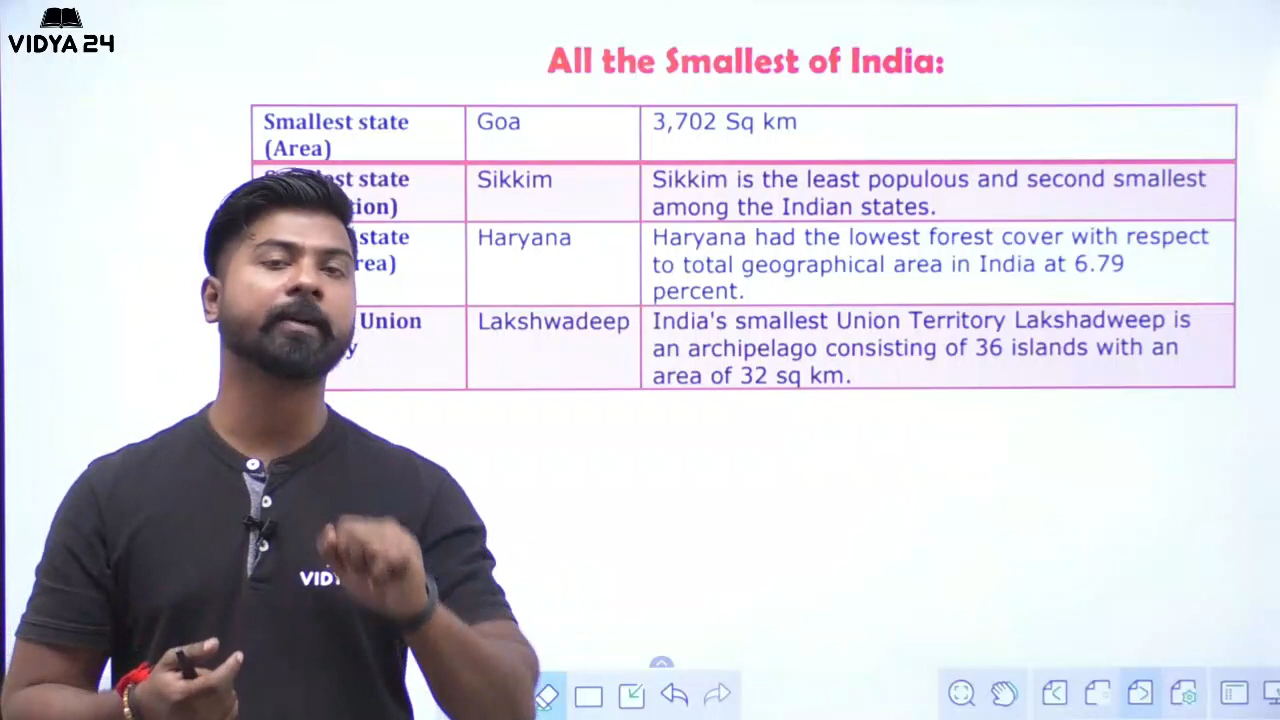 VIDYA 24
All the Smallest of India:
Smallest state
(Area)
Goa
3,702 Sq km
state
Sikkim
Sikkim is the least populous and second smallest
among the Indian states.
state
Haryana
Haryana had the lowest forest cover with respect
to total geographical area in India at 6.79
percent.
Union
Lakshwadeep
India's smallest Union Territory Lakshadweep is
an archipelago consisting of 36 islands with an
area of 32 sq km.